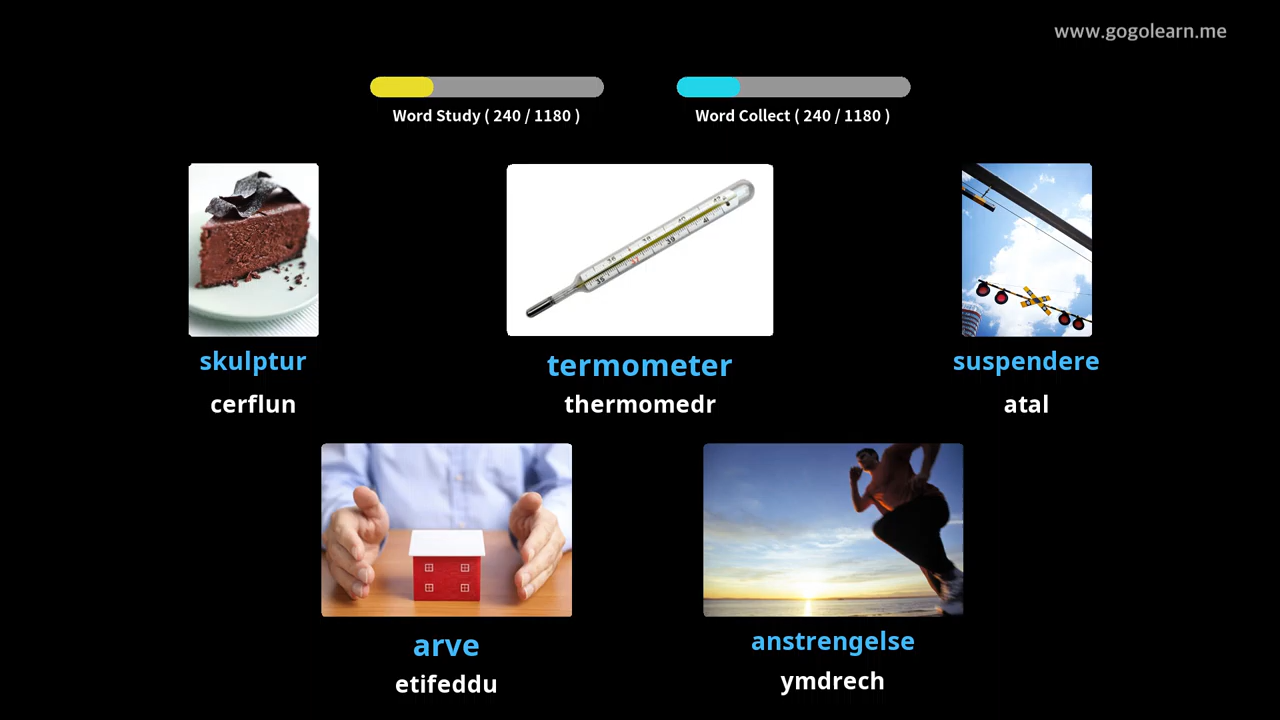 www.gogolearn.me
Word Study ( 240 / 1180 )
Word Collect ( 240 / 1180 )
skulptur
cerflun
termometer
thermomedr
suspendere
atal
arve
etifeddu
anstrengelse
ymdrech